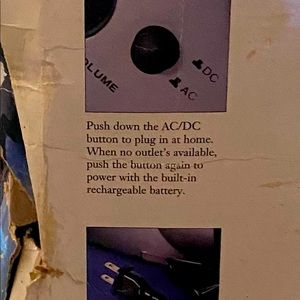 OLUME
DC
AC
Push down the AC/DC
button to plug in at home.
When no outlet's available,
push the button again to
power with the built-in
rechargeable battery.